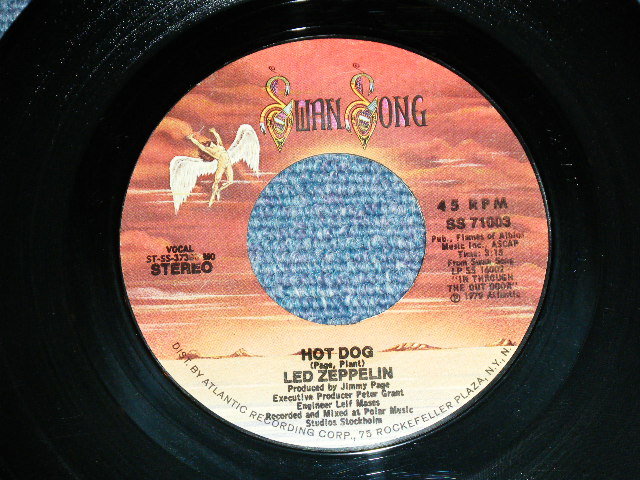 SWAN SONG
45 RPM
SS 71003
Pub., Flames of Albion
Music Inc., ASCAP
Time: 3:15
From Swan Song
LP SS 16002
"IN THROUGH
THE OUT DOOR"
Ⓟ 1979 Atlantic
VOCAL
MO
STEREO
HOT DOG
(Page, Plant)
LED ZEPPELIN
Produced by Jimmy Page
Executive Producer Peter Grant
Engineer Leif Mases
Recorded and Mixed at Polar Music
Studios Stockholm
DIST. BY ATLANTIC RECORDING CORP., 75 ROCKEFELLER PLAZA, N.Y. N.Y.